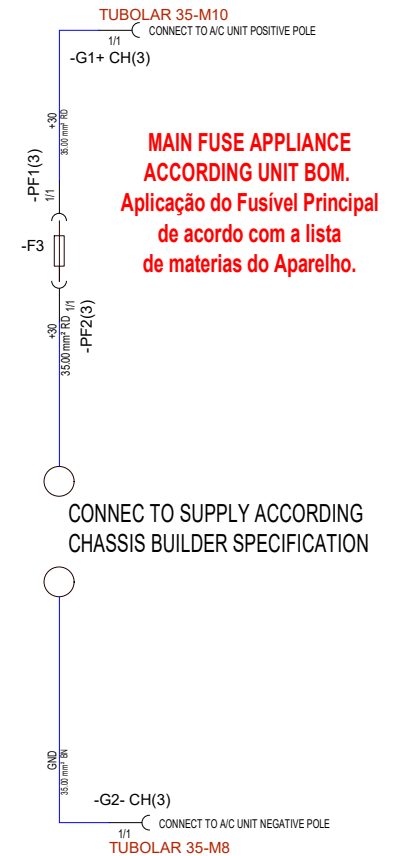 TUBOLAR 35-M10
CONNECT TO A/C UNIT POSITIVE POLE
1/1
-G1+ CH(3)
+30
35.00 mm² RD
-PF1(3)
1/1
MAIN FUSE APPLIANCE
ACCORDING UNIT BOM.
Aplicação do Fusível Principal
de acordo com a lista
de materias do Aparelho.
-F3
+30
35.00 mm² RD
1/1
-PF2(3)
CONNEC TO SUPPLY ACCORDING
CHASSIS BUILDER SPECIFICATION
GND
35.00 mm² BN
-G2- CH(3)
CONNECT TO A/C UNIT NEGATIVE POLE
1/1
TUBOLAR 35-M8